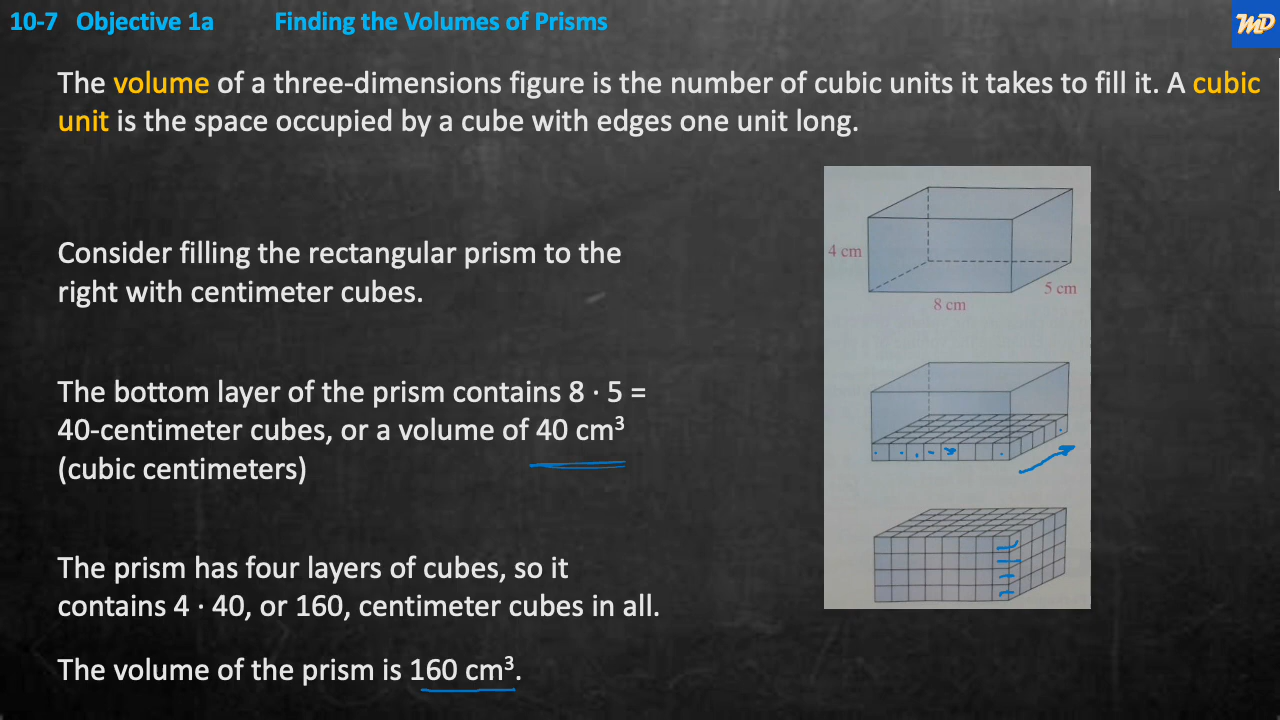 10-7 Objective 1a Finding the Volumes of Prisms
MD
The volume of a three-dimensions figure is the number of cubic units it takes to fill it. A cubic
unit is the space occupied by a cube with edges one unit long.
Consider filling the rectangular prism to the
right with centimeter cubes.
4 cm
5 cm
8 cm
The bottom layer of the prism contains 8 · 5 =
40-centimeter cubes, or a volume of 40 cm³
(cubic centimeters)
The prism has four layers of cubes, so it
contains 4 · 40, or 160, centimeter cubes in all.
The volume of the prism is 160 cm³.